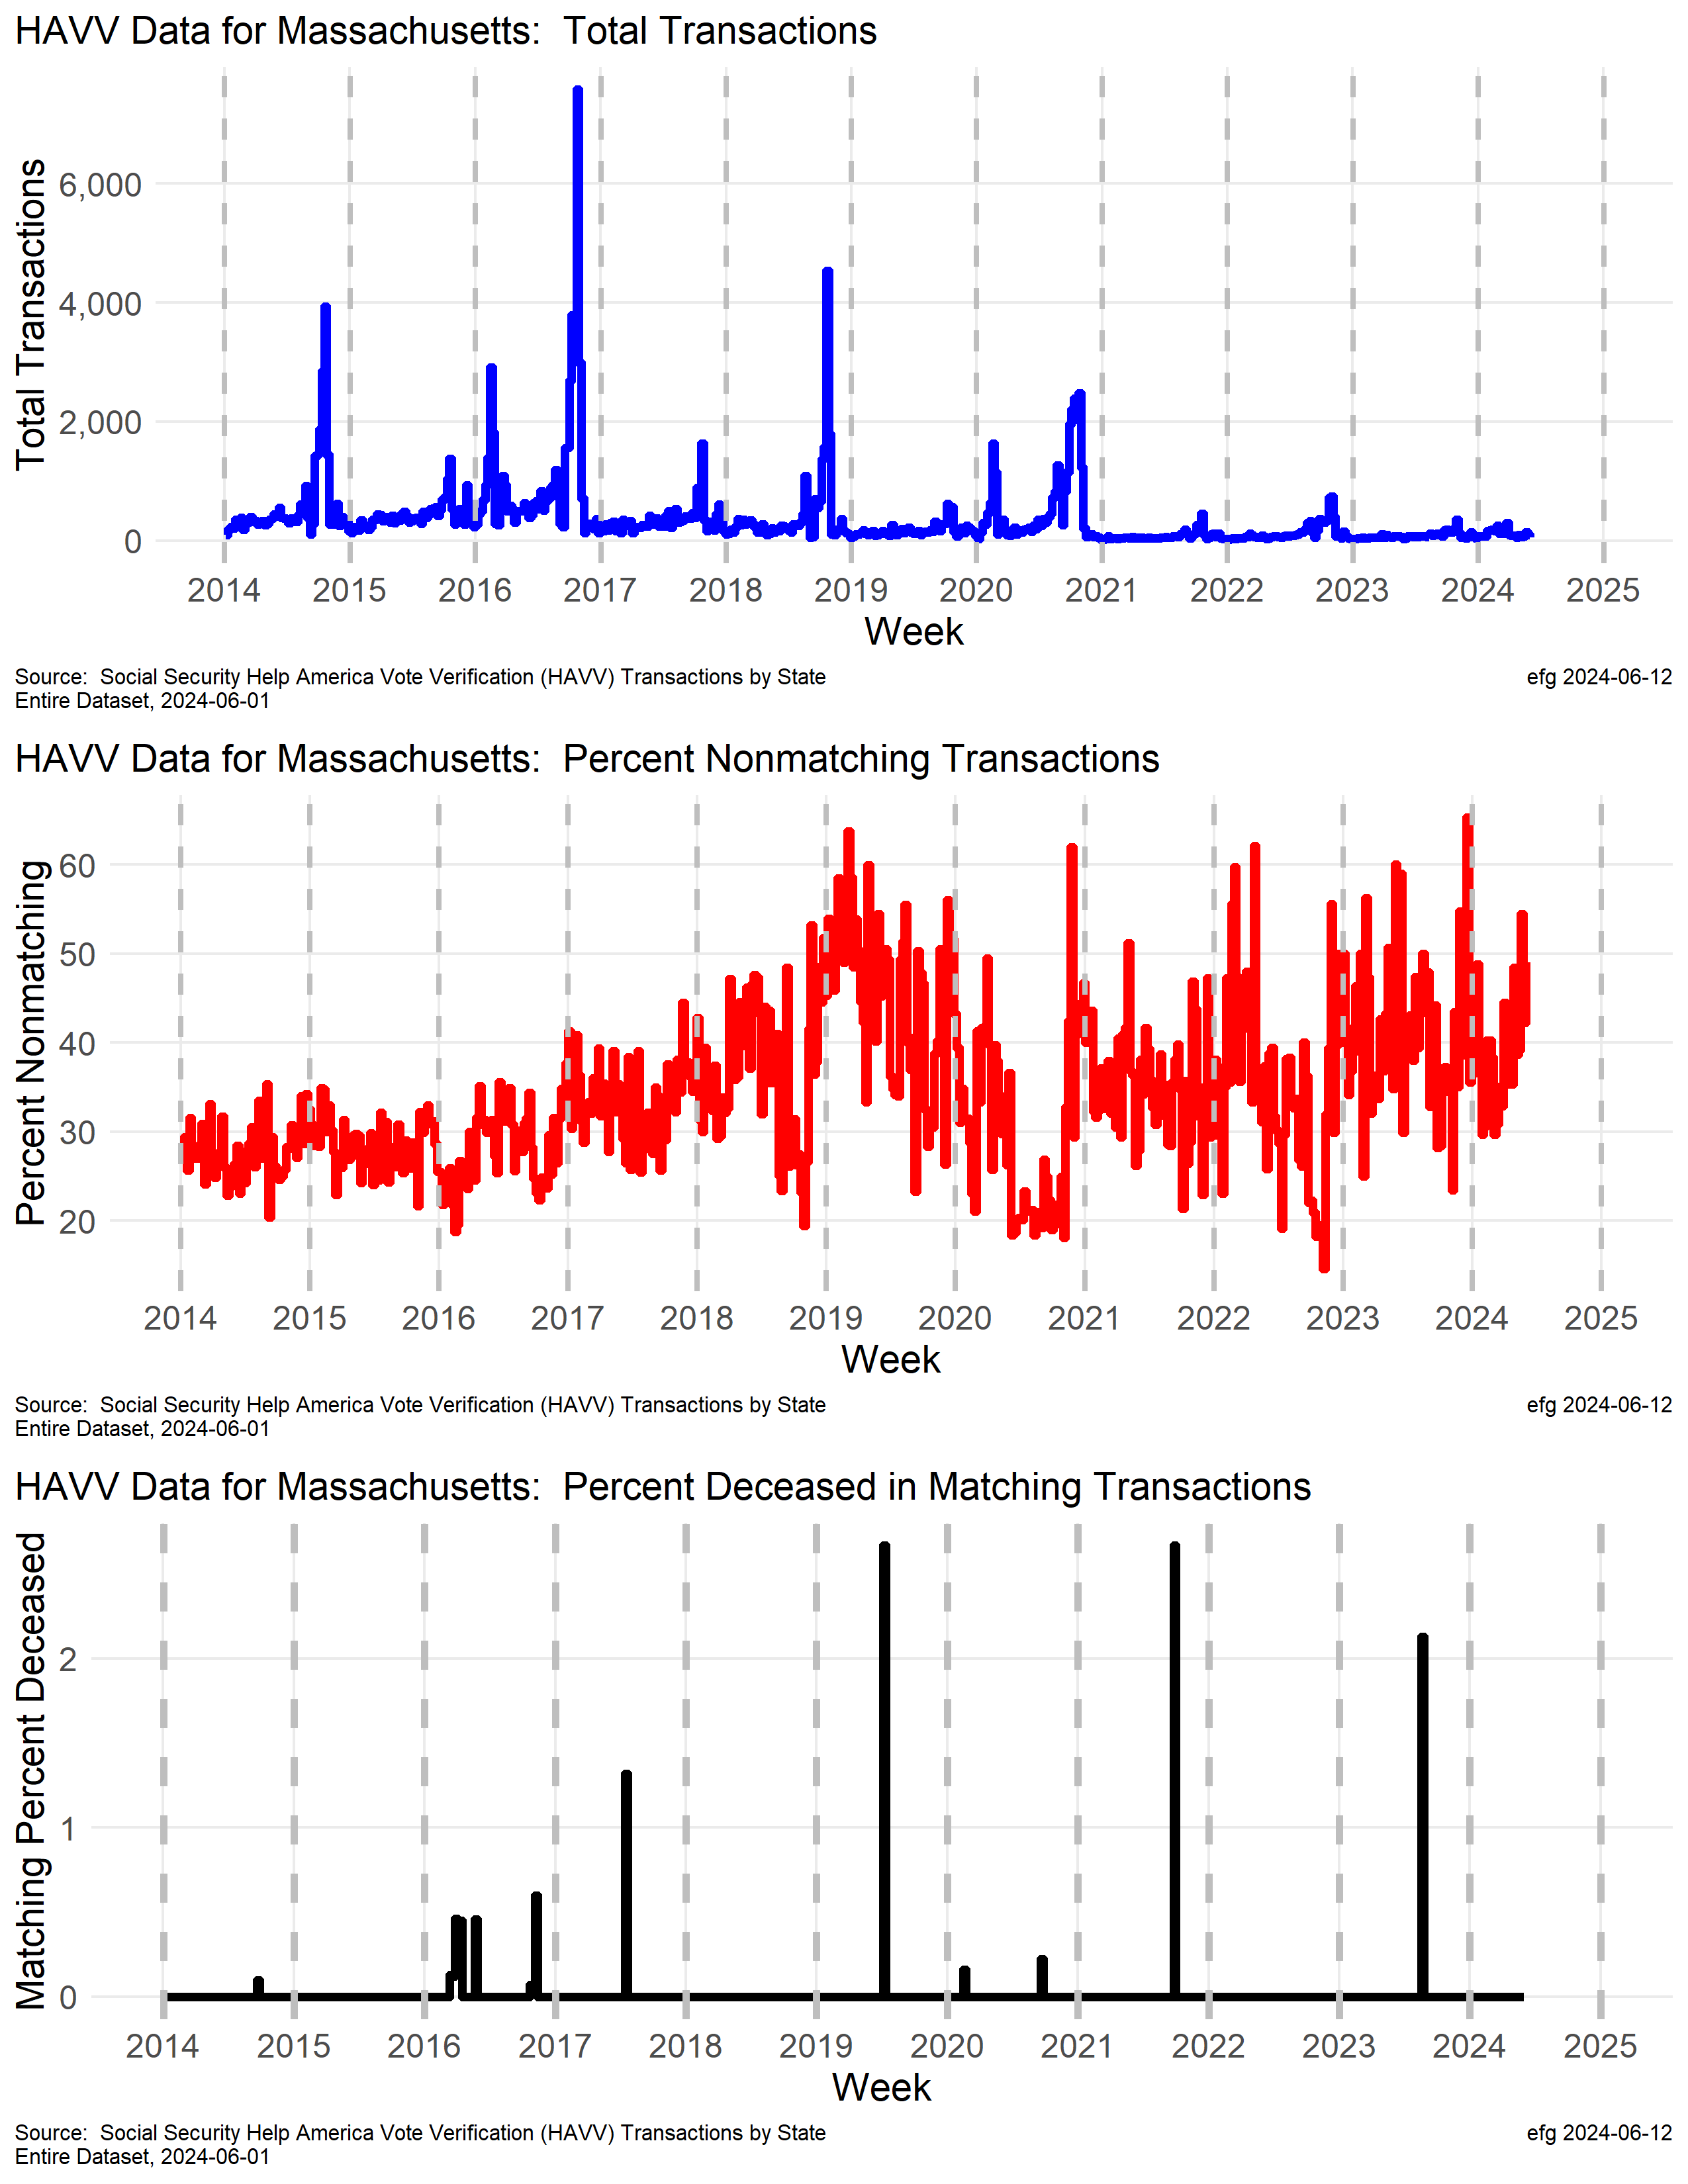 HAVV Data for Massachusetts:  Total Transactions
Total Transactions
6,000
4,000
2,000
0
2014 2015 2016 2017 2018 2019 2020 2021 2022 2023 2024 2025
Week
Source:  Social Security Help America Vote Verification (HAVV) Transactions by State
Entire Dataset, 2024-06-01
efg 2024-06-12
HAVV Data for Massachusetts:  Percent Nonmatching Transactions
Percent Nonmatching
60
50
40
30
20
2014 2015 2016 2017 2018 2019 2020 2021 2022 2023 2024 2025
Week
Source:  Social Security Help America Vote Verification (HAVV) Transactions by State
Entire Dataset, 2024-06-01
efg 2024-06-12
HAVV Data for Massachusetts:  Percent Deceased in Matching Transactions
Matching Percent Deceased
2
1
0
2014 2015 2016 2017 2018 2019 2020 2021 2022 2023 2024 2025
Week
Source:  Social Security Help America Vote Verification (HAVV) Transactions by State
Entire Dataset, 2024-06-01
efg 2024-06-12